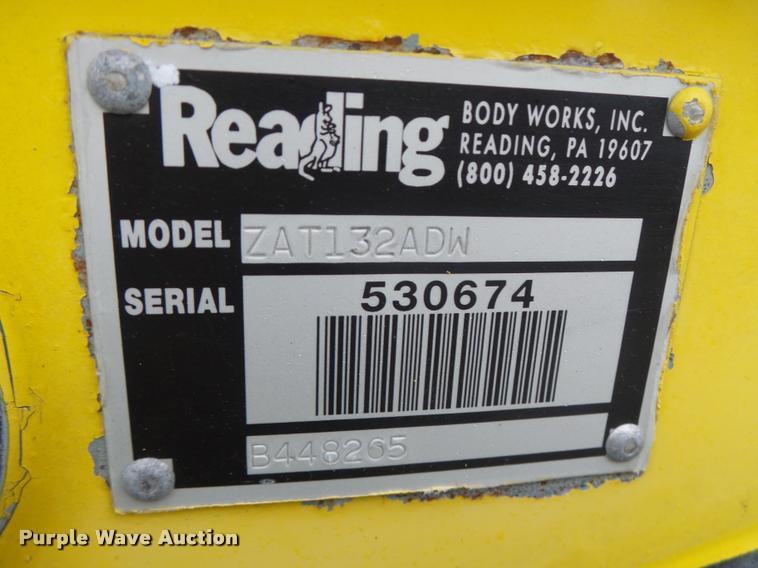 Reading
BODY WORKS, INC.
READING, PA 19607
(800) 458-2226
MODEL ZAT132ADW
SERIAL 530674
B448265
Purple Wave Auction